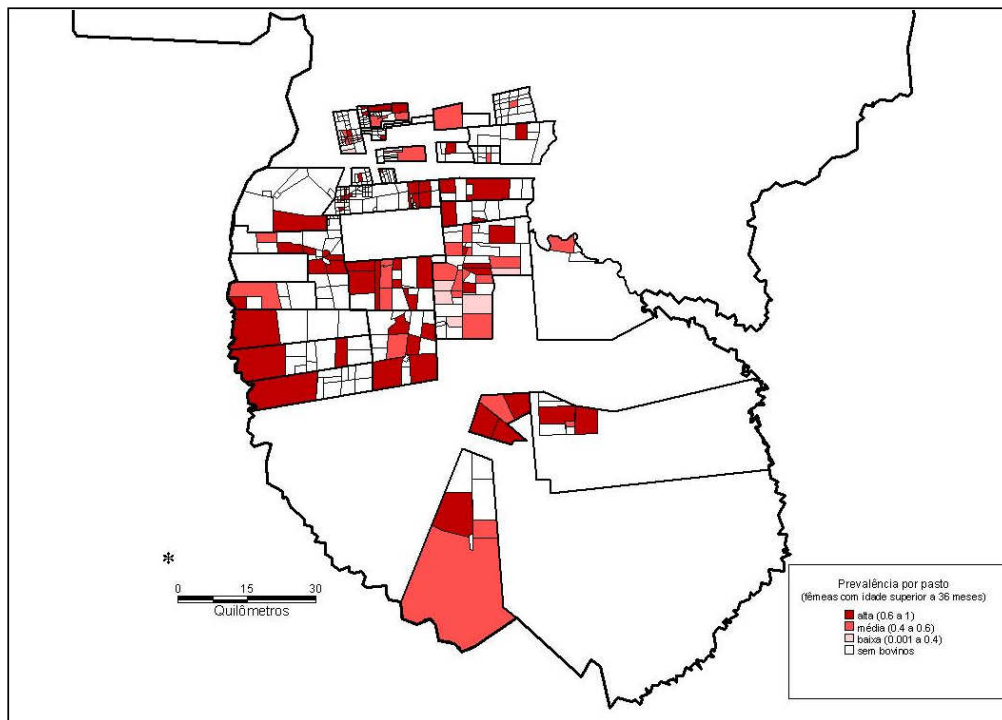 *
0 15 30
Quilômetros
Prevalência por pasto
(fêmeas com idade superior a 36 meses)
alta (0.6 a 1)
média (0.4 a 0.6)
baixa (0.001 a 0.4)
sem bovinos